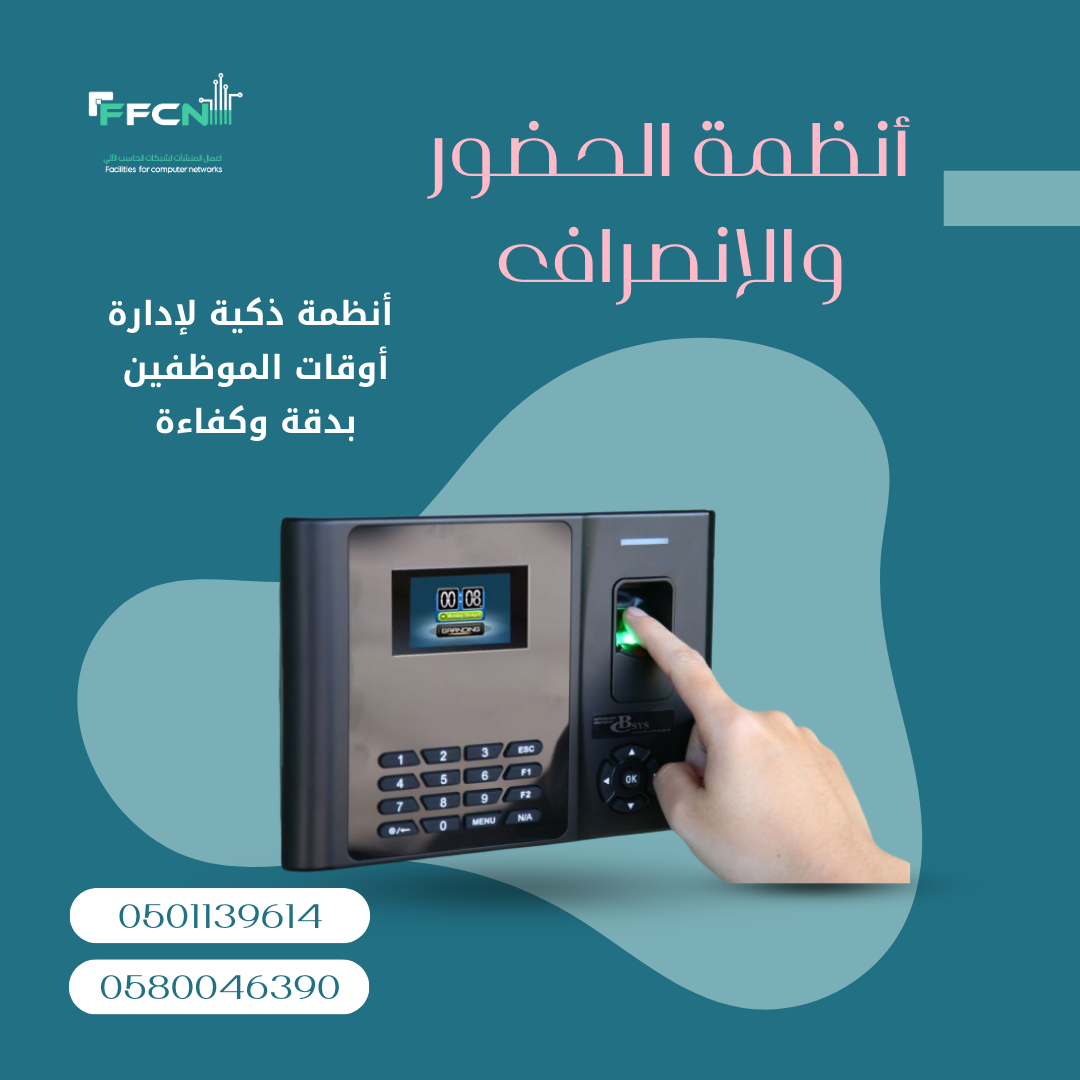 FFCN
اعمال المنشآت لشبكات الحاسب الآلي
Facilities for computer networks
أنظمة الحضور
والإنصراف
أنظمة ذكية لإدارة
أوقات الموظفين
بدقة وكفاءة
00:08
GRANDING
BSYS
1 2 3 ESC
4 5 6 F1
7 8 9 F2
0 MENU N/A
OK
0501139614
0580046390